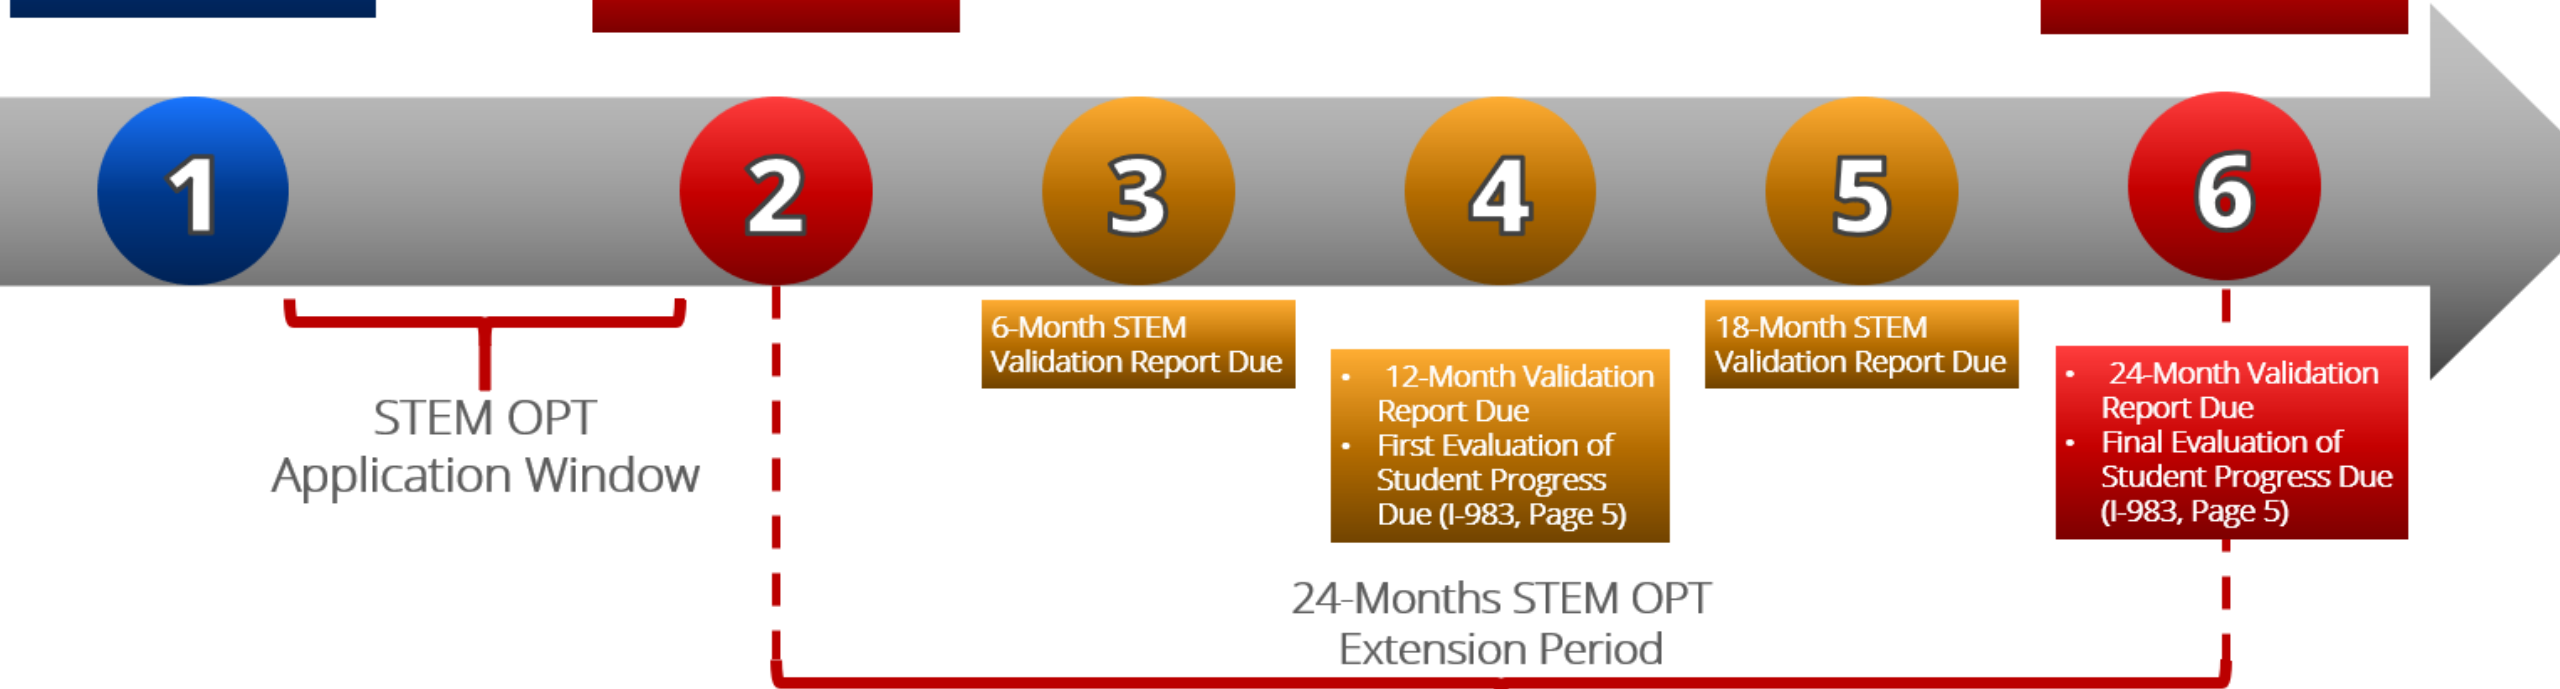 1
2
3
4
5
6
STEM OPT
Application Window
6-Month STEM
Validation Report Due
• 12-Month Validation
Report Due
• First Evaluation of
Student Progress
Due (I-983, Page 5)
18-Month STEM
Validation Report Due
• 24-Month Validation
Report Due
• Final Evaluation of
Student Progress Due
(I-983, Page 5)
24-Months STEM OPT
Extension Period